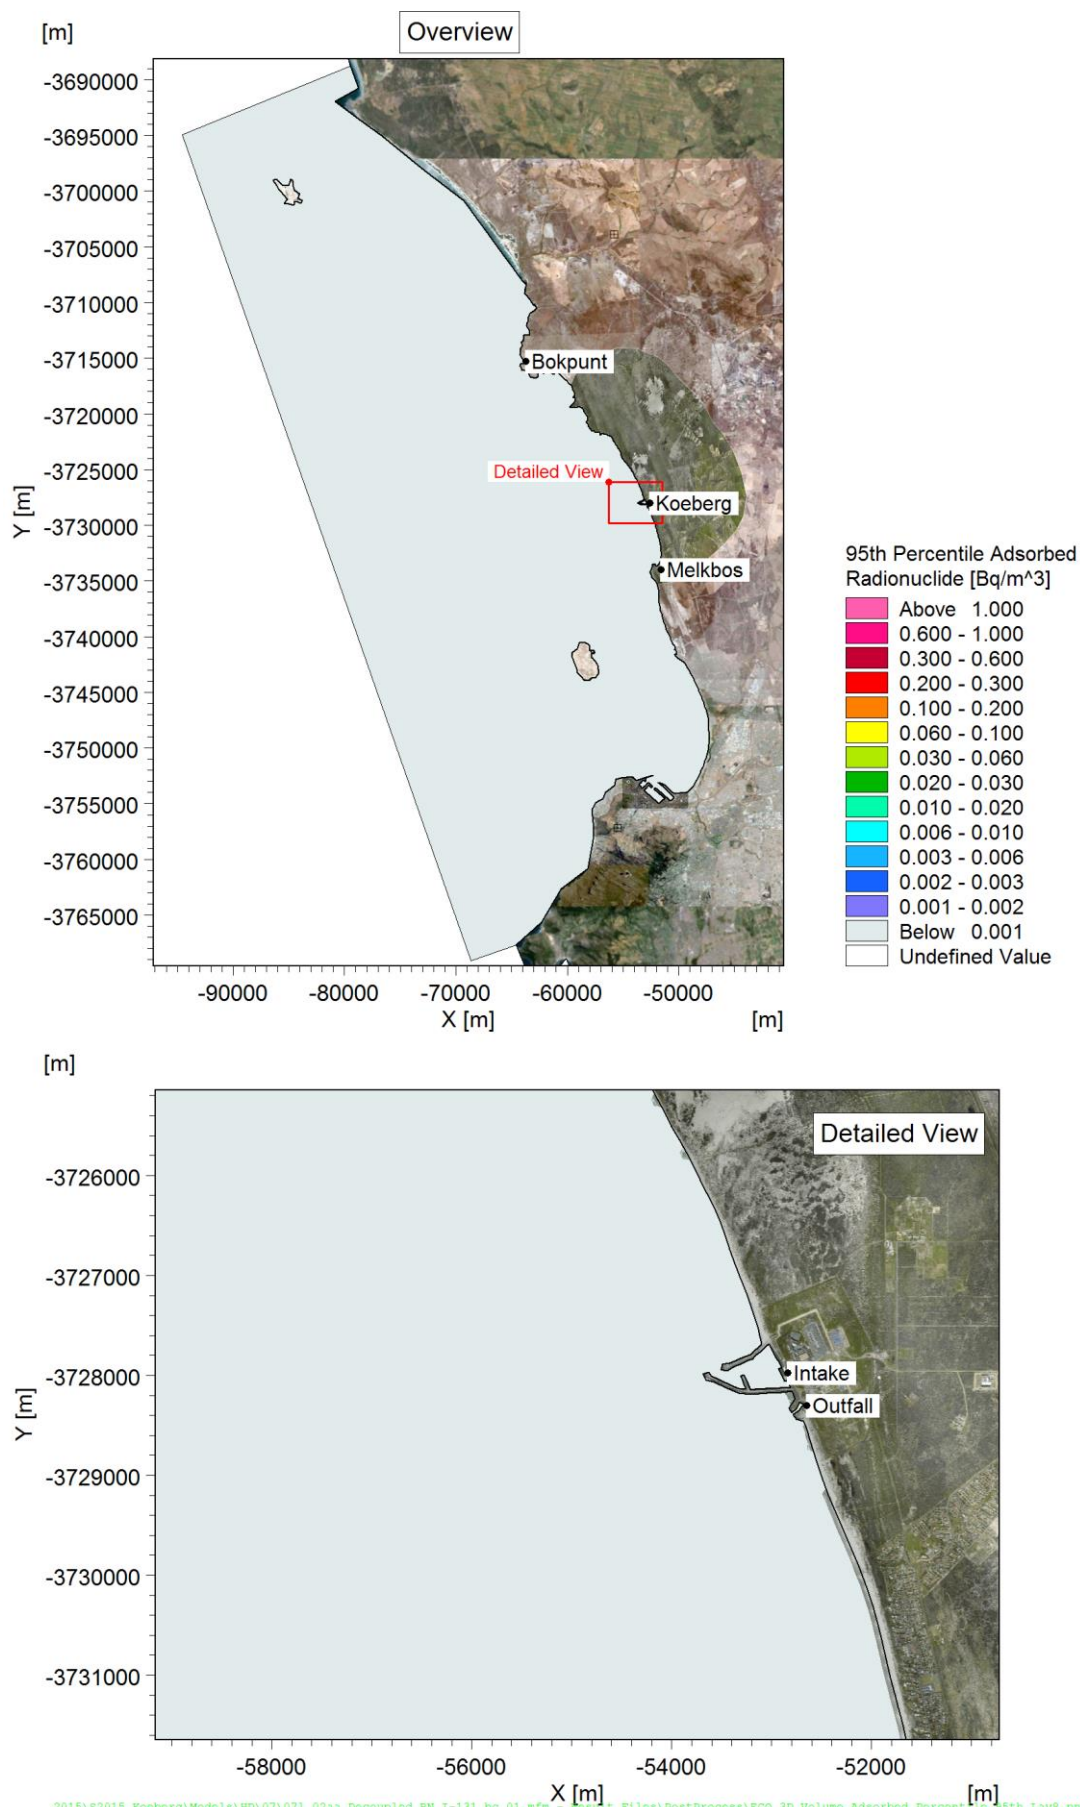 [m]
Overview
-3690000
-3695000
-3700000
-3705000
-3710000
-3715000
-3720000
-3725000
-3730000
-3735000
-3740000
-3745000
-3750000
-3755000
-3760000
-3765000
Y [m]
Bokpunt
Detailed View
Koeberg
Melkbos
-90000 -80000 -70000 -60000 -50000
X [m] [m]
95th Percentile Adsorbed
Radionuclide [Bq/m^3]
Above 1.000
0.600 - 1.000
0.300 - 0.600
0.200 - 0.300
0.100 - 0.200
0.060 - 0.100
0.030 - 0.060
0.020 - 0.030
0.010 - 0.020
0.006 - 0.010
0.003 - 0.006
0.002 - 0.003
0.001 - 0.002
Below 0.001
Undefined Value
[m]
Detailed View
-3726000
-3727000
-3728000
-3729000
-3730000
-3731000
Y [m]
Intake
Outfall
-58000 -56000 -54000 -52000
X [m] [m]